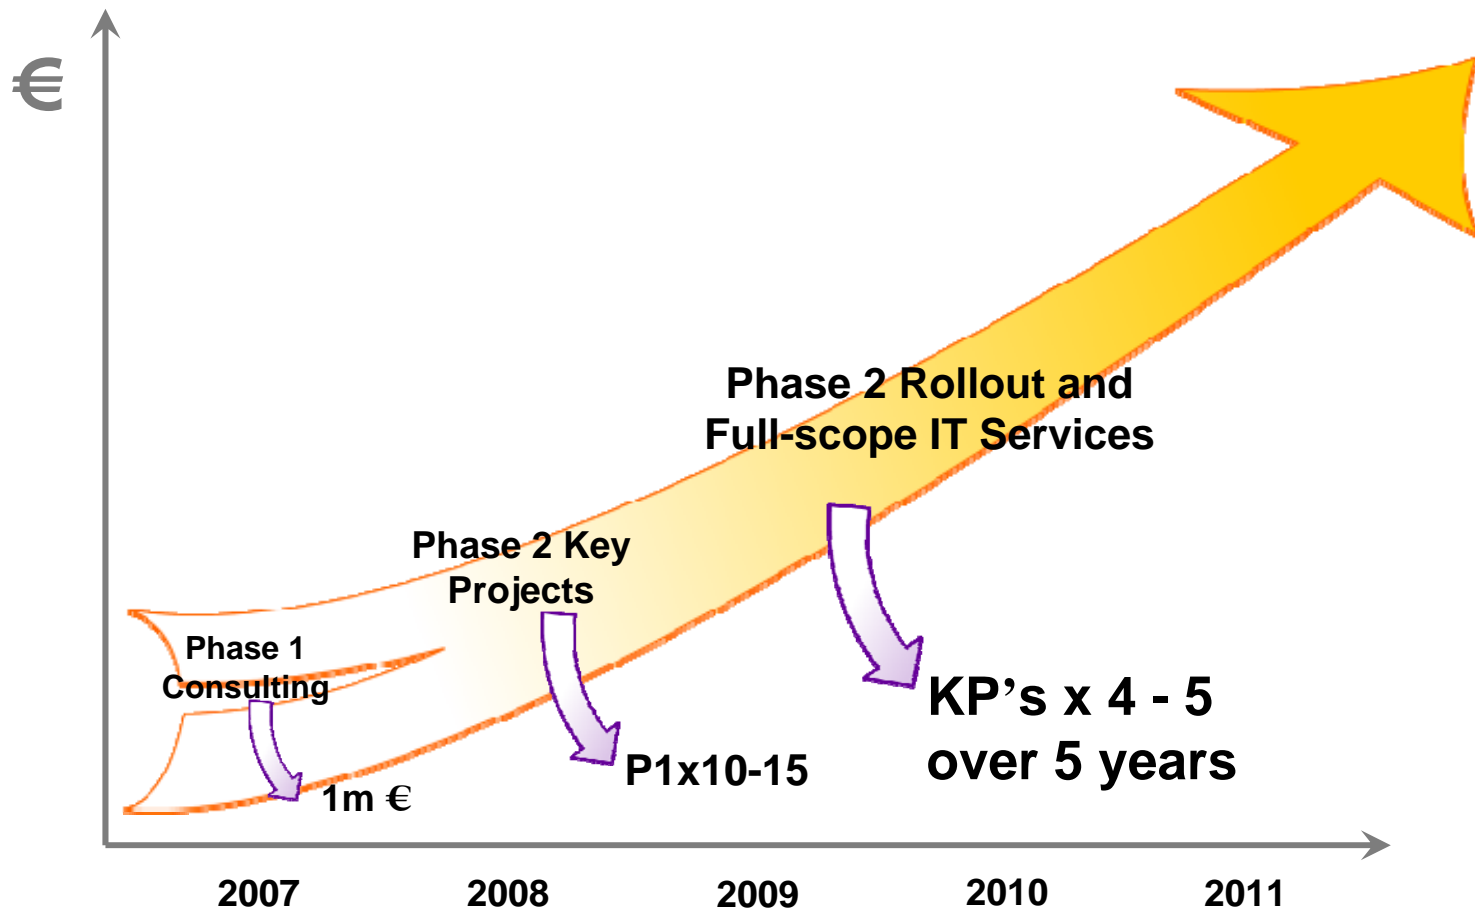 €
Phase 2 Rollout and
Full-scope IT Services
Phase 2 Key
Projects
Phase 1
Consulting
KP’s x 4 - 5
over 5 years
P1x10-15
1m €
2007 2008 2009 2010 2011